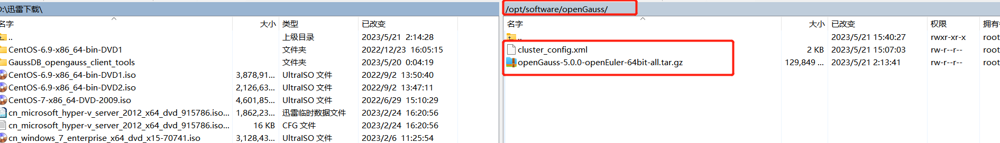 D:\迅雷下载\
名字 大小 类型 已改变
.. 上级目录 2023/5/21 2:14:28
CentOS-6.9-x86_64-bin-DVD1 文件夹 2022/12/23 16:05:15
GaussDB_opengauss_client_tools 文件夹 2023/5/20 0:04:19
CentOS-6.9-x86_64-bin-DVD1.iso 3,878,91... UltraISO 文件 2022/9/2 13:50:40
CentOS-6.9-x86_64-bin-DVD2.iso 2,126,63... UltraISO 文件 2022/9/2 13:47:11
CentOS-7-x86_64-DVD-2009.iso 4,601,85... UltraISO 文件 2022/6/29 15:10:29
cn_microsoft_hyper-v_server_2012_x64_dvd_915786.iso... 1,862,23... 迅雷临时数据文件 2023/2/24 16:20:56
cn_microsoft_hyper-v_server_2012_x64_dvd_915786.iso... 16 KB CFG 文件 2023/2/24 16:20:56
cn_windows_7_enterprise_x64_dvd_x15-70741.iso 3,128,43... UltraISO 文件 2023/2/6 11:25:54
/opt/software/openGauss/
名字 大小 已改变 权限 拥有
.. 2023/5/21 15:40:27 rwxr-xr-x root
cluster_config.xml 2 KB 2023/5/21 15:07:03 rw-r--r-- root
openGauss-5.0.0-openEuler-64bit-all.tar.gz 129,849 ... 2023/5/21 2:13:41 rw-r--r-- root